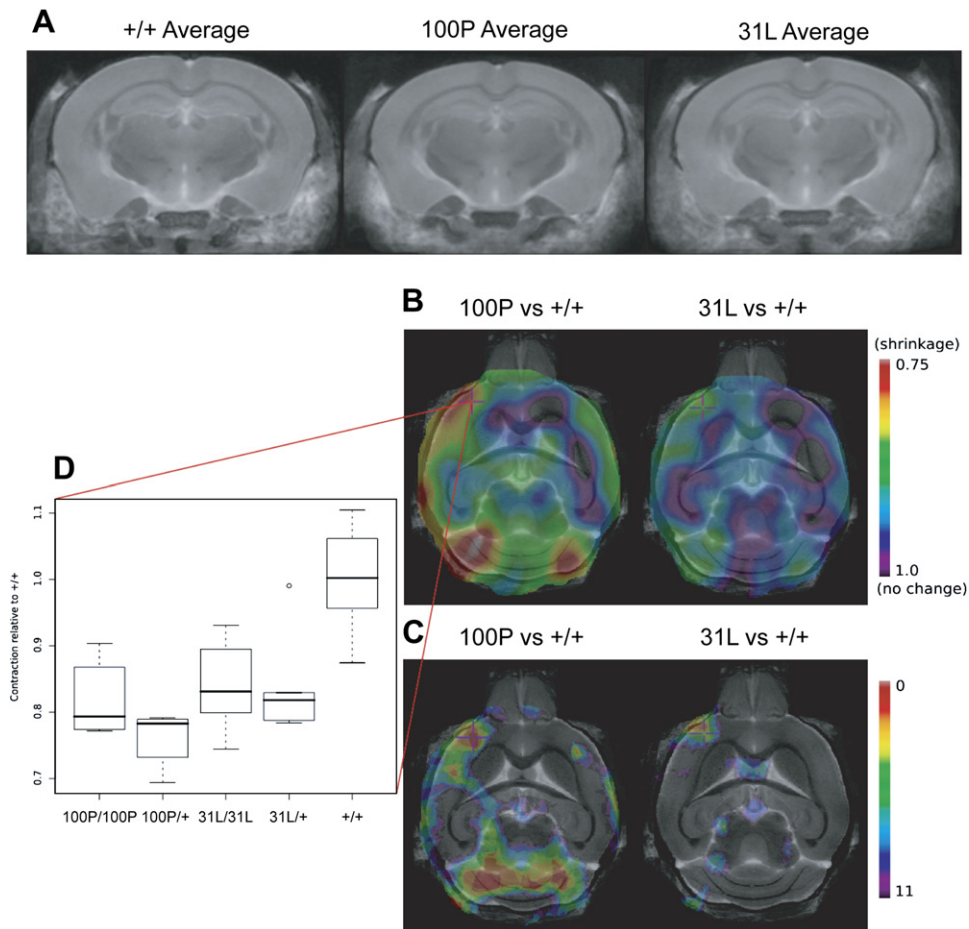 A
+/+ Average
100P Average
31L Average
B
100P vs +/+
31L vs +/+
(shrinkage)
0.75
1.0
(no change)
D
1.1
1.0
0.9
0.8
0.7
Contraction relative to +/+
100P/100P
100P/+
31L/31L
31L/+
+/+
C
100P vs +/+
31L vs +/+
0
11